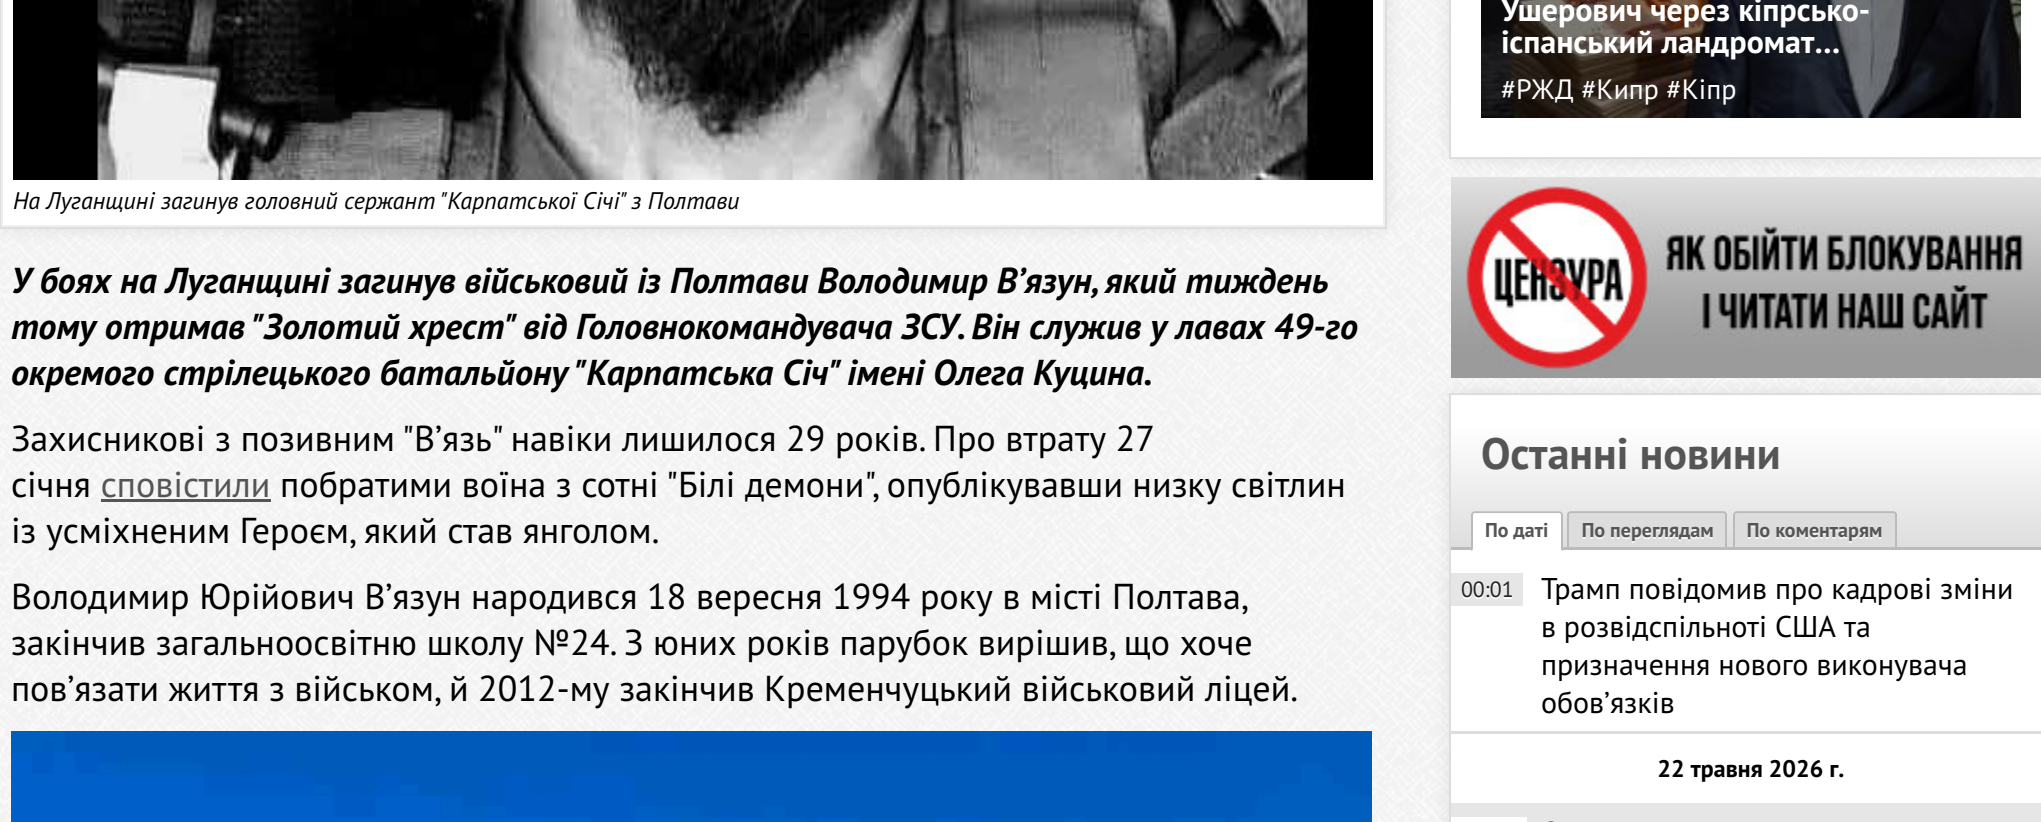 На Луганщині загинув головний сержант "Карпатської Січі" з Полтави
У боях на Луганщині загинув військовий із Полтави Володимир В’язун, який тиждень
тому отримав "Золотий хрест" від Головнокомандувача ЗСУ. Він служив у лавах 49-го
окремого стрілецького батальйону "Карпатська Січ" імені Олега Куцина.
Захисникові з позивним "В’язь" навіки лишилося 29 років. Про втрату 27
січня сповістили побратими воїна з сотні "Білі демони", опублікувавши низку світлин
із усміхненим Героєм, який став янголом.
Володимир Юрійович В’язун народився 18 вересня 1994 року в місті Полтава,
закінчив загальноосвітню школу №24. З юних років парубок вирішив, що хоче
пов’язати життя з військом, й 2012-му закінчив Кременчуцький військовий ліцей.
Ушерович через кіпрсько-
іспанський ландромат...
#РЖД #Кипр #Кіпр
ЦЕНЗУРА
ЯК ОБІЙТИ БЛОКУВАННЯ
І ЧИТАТИ НАШ САЙТ
Останні новини
По даті По переглядам По коментарям
00:01 Трамп повідомив про кадрові зміни
в розвідспільноті США та
призначення нового виконувача
обов’язків
22 травня 2026 г.